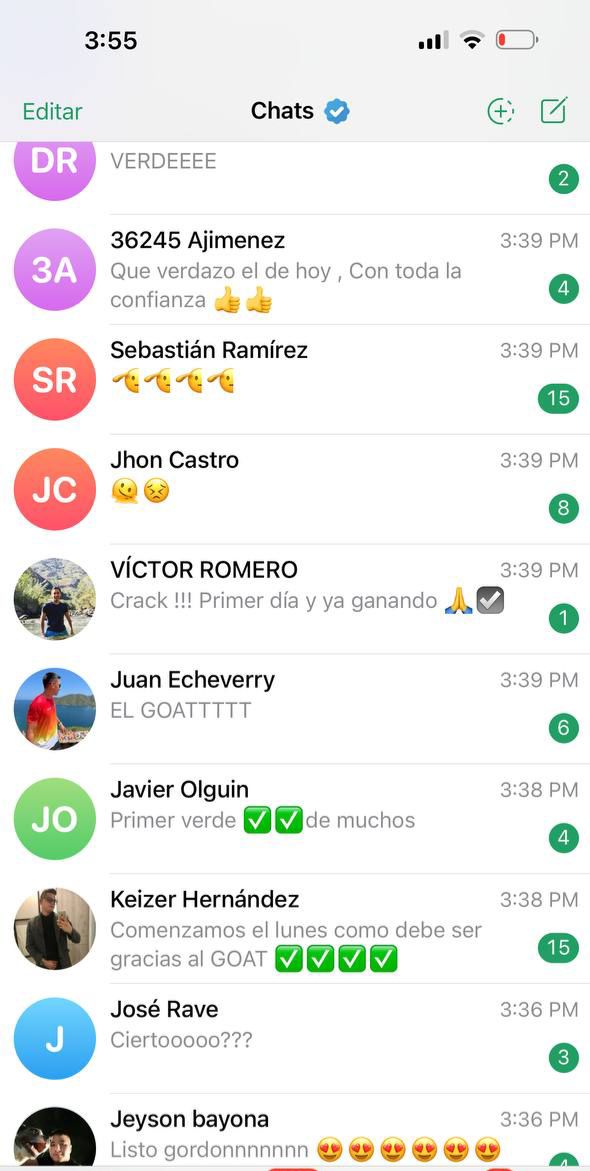 3:55
Editar
Chats
DR
VERDEEEE
2
3A
36245 Ajimenez
3:39 PM
Que verdazo el de hoy , Con toda la
confianza 👍👍
4
SR
Sebastián Ramírez
3:39 PM
🫡🫡🫡🫡
15
JC
Jhon Castro
3:39 PM
🫠😣
8
VÍCTOR ROMERO
3:39 PM
Crack !!! Primer día y ya ganando 🙏☑️
1
Juan Echeverry
3:39 PM
EL GOATTTTT
6
JO
Javier Olguin
3:38 PM
Primer verde ✅✅de muchos
4
Keizer Hernández
3:38 PM
Comenzamos el lunes como debe ser
gracias al GOAT ✅✅✅✅
15
J
José Rave
3:36 PM
Ciertooooo???
3
Jeyson bayona
3:36 PM
Listo gordonnnnnnn 😍😍😍😍😍😍